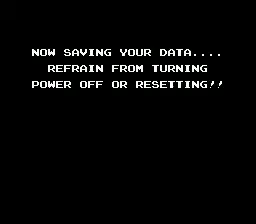 NOW SAVING YOUR DATA....
REFRAIN FROM TURNING
POWER OFF OR RESETTING!!